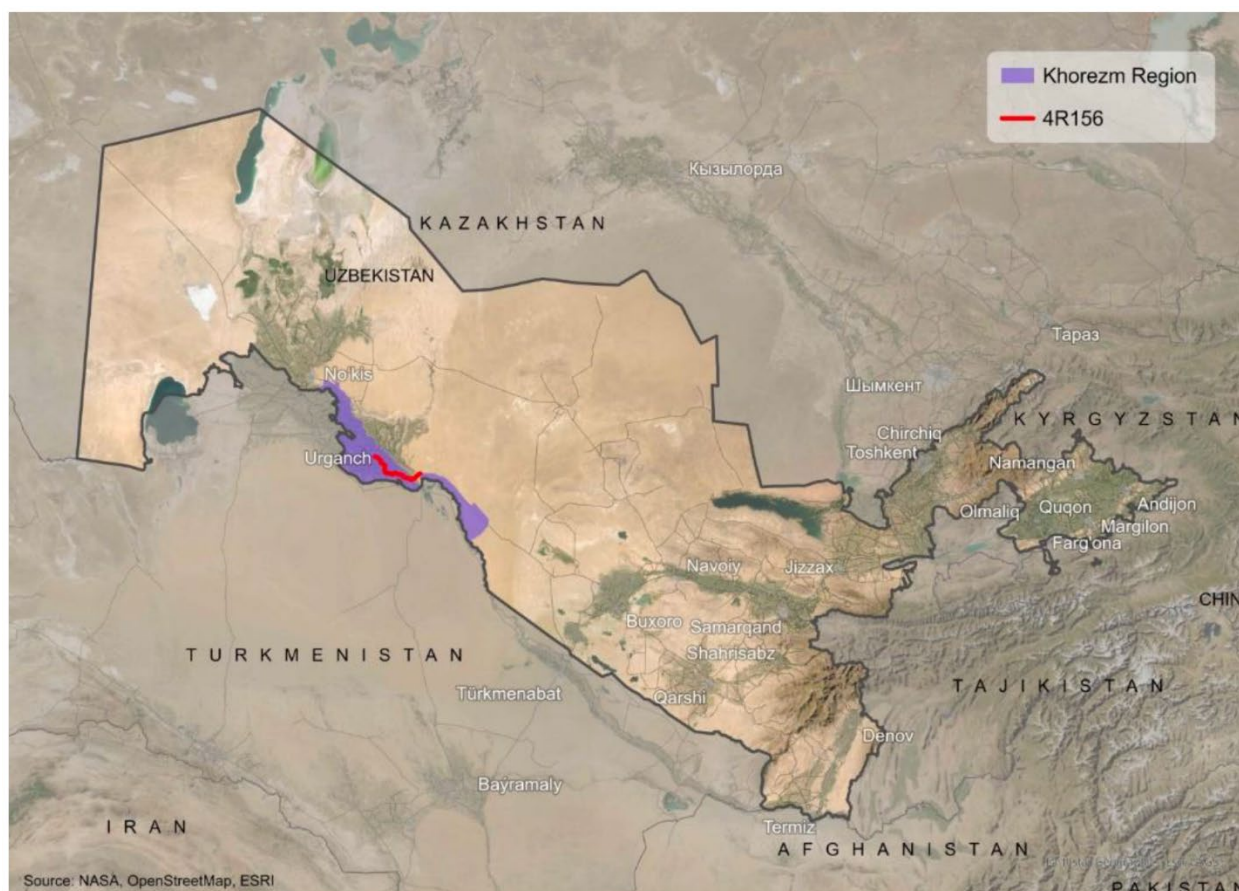 Khorezm Region
4R156
Кызылорда
KAZAKHSTAN
UZBEKISTAN
Тараз
No'kis
Шымкент
KYRGYZSTAN
Chirchiq
Toshkent
Urganch
Namangan
Olmaliq
Quqon
Andijon
Margilon
Farg'ona
Navoiy
Jizzax
CHIN
Buxoro
Samarqand
Shahrisabz
TURKMENISTAN
Türkmenabat
Qarshi
TAJIKISTAN
Denov
Baýramaly
IRAN
Termiz
AFGHANISTAN
Source: NASA, OpenStreetMap, ESRI
PAKISTAN